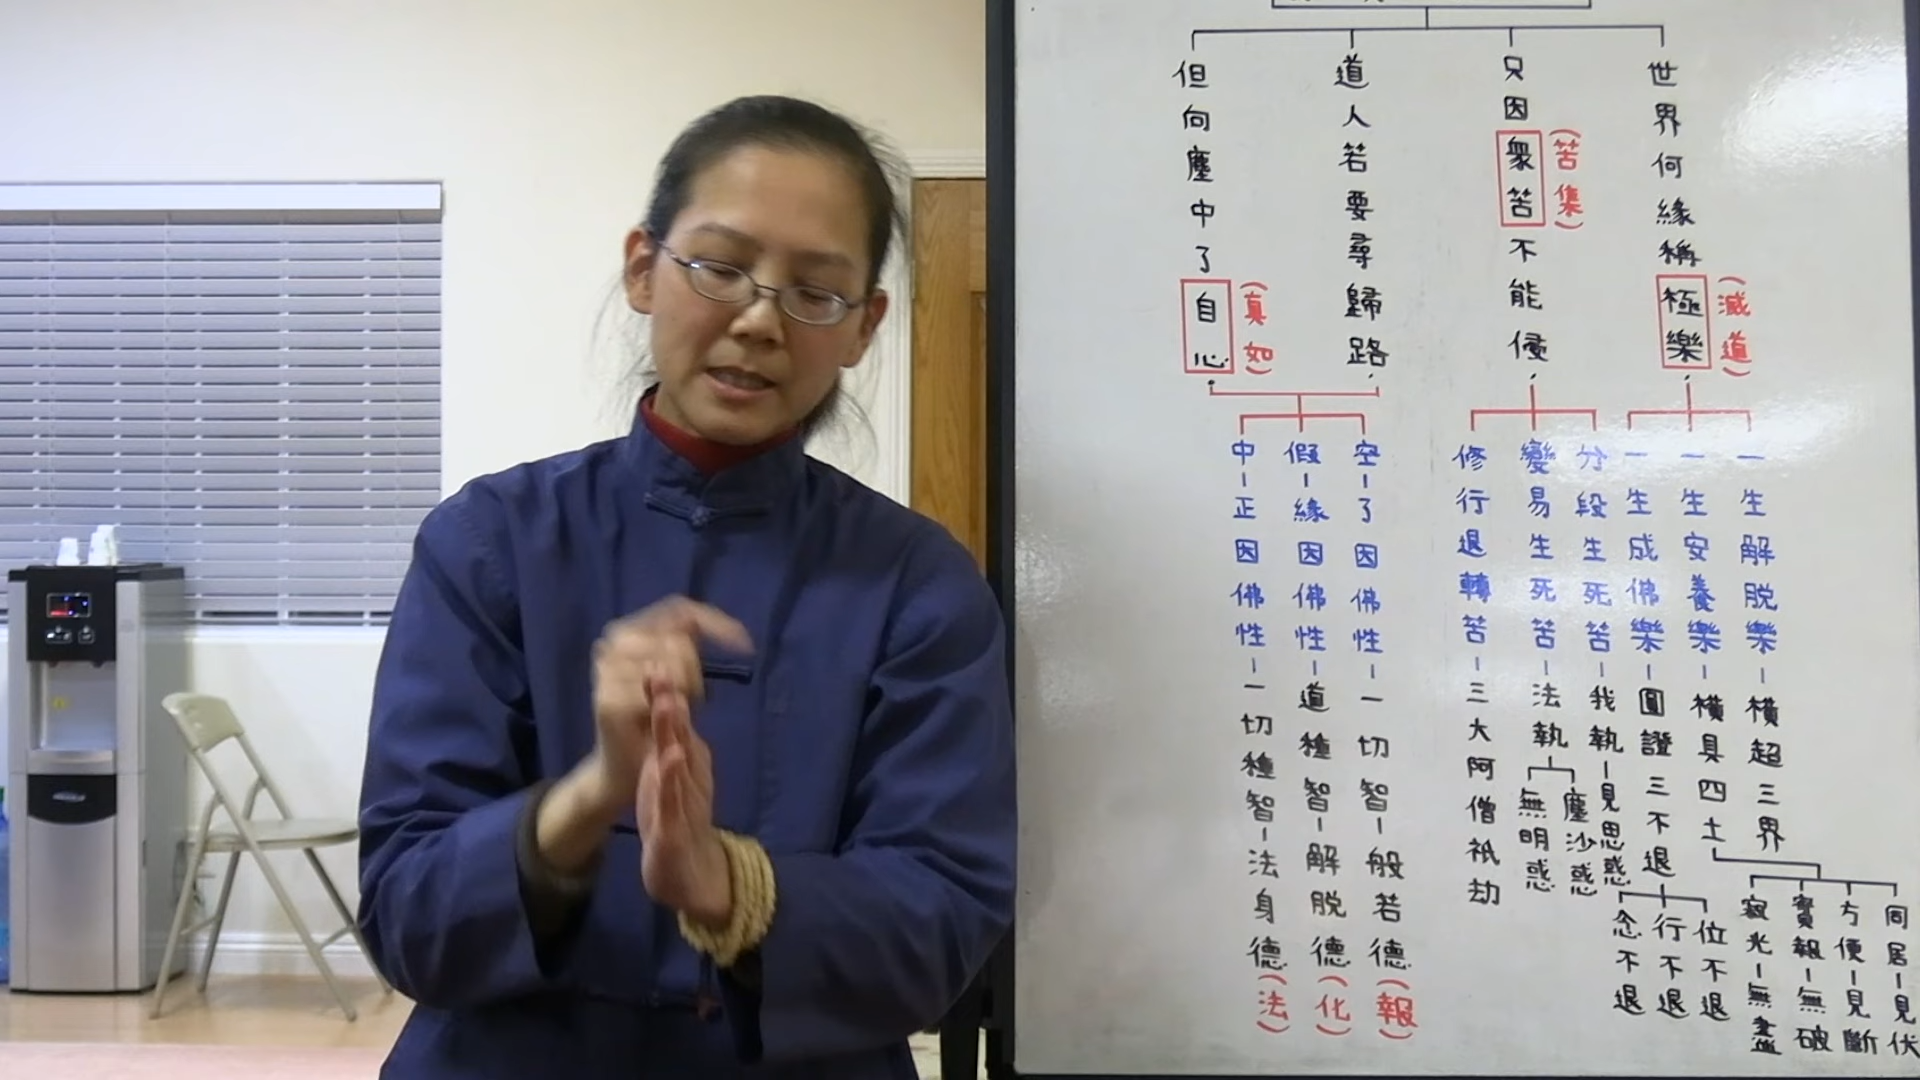 世界何緣稱極樂
(滅道)
只因衆苦不能侵
(苦集)
道人若要尋歸路
但向塵中了自心
(真如)
一生解脱樂-横超三界
一生安養樂-横具四土
同居-見伏
方便-見斷
實報-無破
寂光-無盡
一生成佛樂-圓證三不退
位不退
行不退
念不退
分段生死苦-我執-見思惑
變易生死苦-法執
塵沙惑
無明惑
修行退轉苦-三大阿僧祇劫
空-了因佛性-一切智-般若德(報)
假-緣因佛性-道種智-解脱德(化)
中-正因佛性-一切種智-法身德(法)